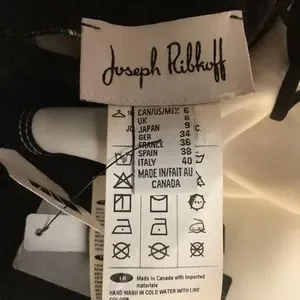 Joseph Ribkoff
CAN/US/MEX 6
UK 8
JAPAN 9
GER 34
FRANCE 36
SPAIN 38
ITALY 40
MADE IN/FAIT AU
CANADA
Made in Canada with imported
materials
HAND WASH IN COLD WATER WITH LIKE